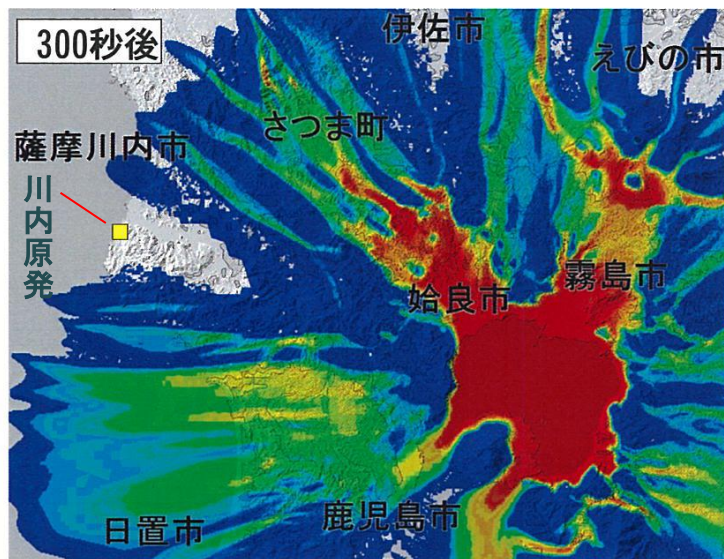 300秒後
伊佐市
えびの市
さつま町
薩摩川内市
川内原発
姶良市
霧島市
日置市
鹿児島市